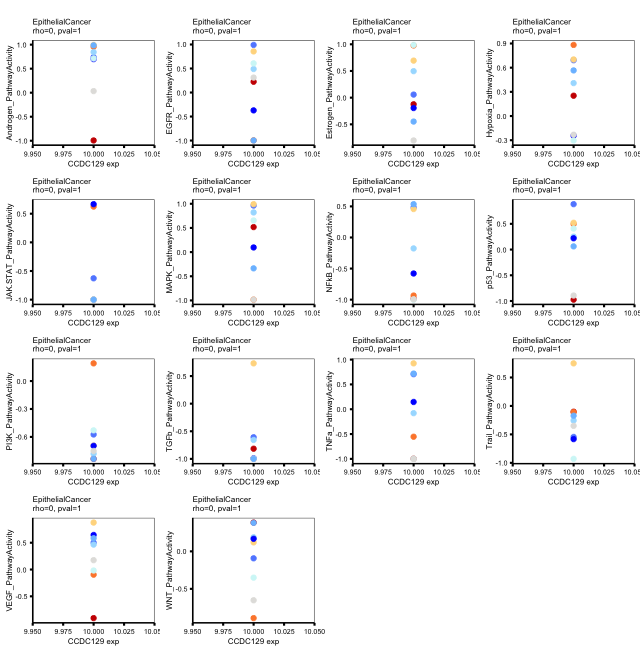 EpithelialCancer
rho=0, pval=1
1.0
0.5
0.0
-0.5
-1.0
Androgen_PathwayActivity
9.950 9.975 10.000 10.025 10.05
CCDC129 exp
EpithelialCancer
rho=0, pval=1
1.0
0.5
0.0
-0.5
-1.0
EGFR_PathwayActivity
9.950 9.975 10.000 10.025 10.05
CCDC129 exp
EpithelialCancer
rho=0, pval=1
1.0
0.5
0.0
-0.5
Estrogen_PathwayActivity
9.950 9.975 10.000 10.025 10.05
CCDC129 exp
EpithelialCancer
rho=0, pval=1
0.9
0.6
0.3
0.0
-0.3
Hypoxia_PathwayActivity
9.950 9.975 10.000 10.025 10.05
CCDC129 exp
EpithelialCancer
rho=0, pval=1
0.5
0.0
-0.5
-1.0
JAK.STAT_PathwayActivity
9.950 9.975 10.000 10.025 10.05
CCDC129 exp
EpithelialCancer
rho=0, pval=1
1.0
0.5
0.0
-0.5
-1.0
MAPK_PathwayActivity
9.950 9.975 10.000 10.025 10.05
CCDC129 exp
EpithelialCancer
rho=0, pval=1
0.5
0.0
-0.5
-1.0
NFkB_PathwayActivity
9.950 9.975 10.000 10.025 10.05
CCDC129 exp
EpithelialCancer
rho=0, pval=1
0.5
0.0
-0.5
-1.0
p53_PathwayActivity
9.950 9.975 10.000 10.025 10.05
CCDC129 exp
EpithelialCancer
rho=0, pval=1
0.0
-0.3
-0.6
PI3K_PathwayActivity
9.950 9.975 10.000 10.025 10.05
CCDC129 exp
EpithelialCancer
rho=0, pval=1
0.5
0.0
-0.5
-1.0
TGFb_PathwayActivity
9.950 9.975 10.000 10.025 10.05
CCDC129 exp
EpithelialCancer
rho=0, pval=1
1.0
0.5
0.0
-0.5
-1.0
TNFa_PathwayActivity
9.950 9.975 10.000 10.025 10.05
CCDC129 exp
EpithelialCancer
rho=0, pval=1
0.5
0.0
-0.5
-1.0
Trail_PathwayActivity
9.950 9.975 10.000 10.025 10.05
CCDC129 exp
EpithelialCancer
rho=0, pval=1
0.5
0.0
-0.5
VEGF_PathwayActivity
9.950 9.975 10.000 10.025 10.05
CCDC129 exp
EpithelialCancer
rho=0, pval=1
0.0
-0.5
WNT_PathwayActivity
9.950 9.975 10.000 10.025 10.050
CCDC129 exp